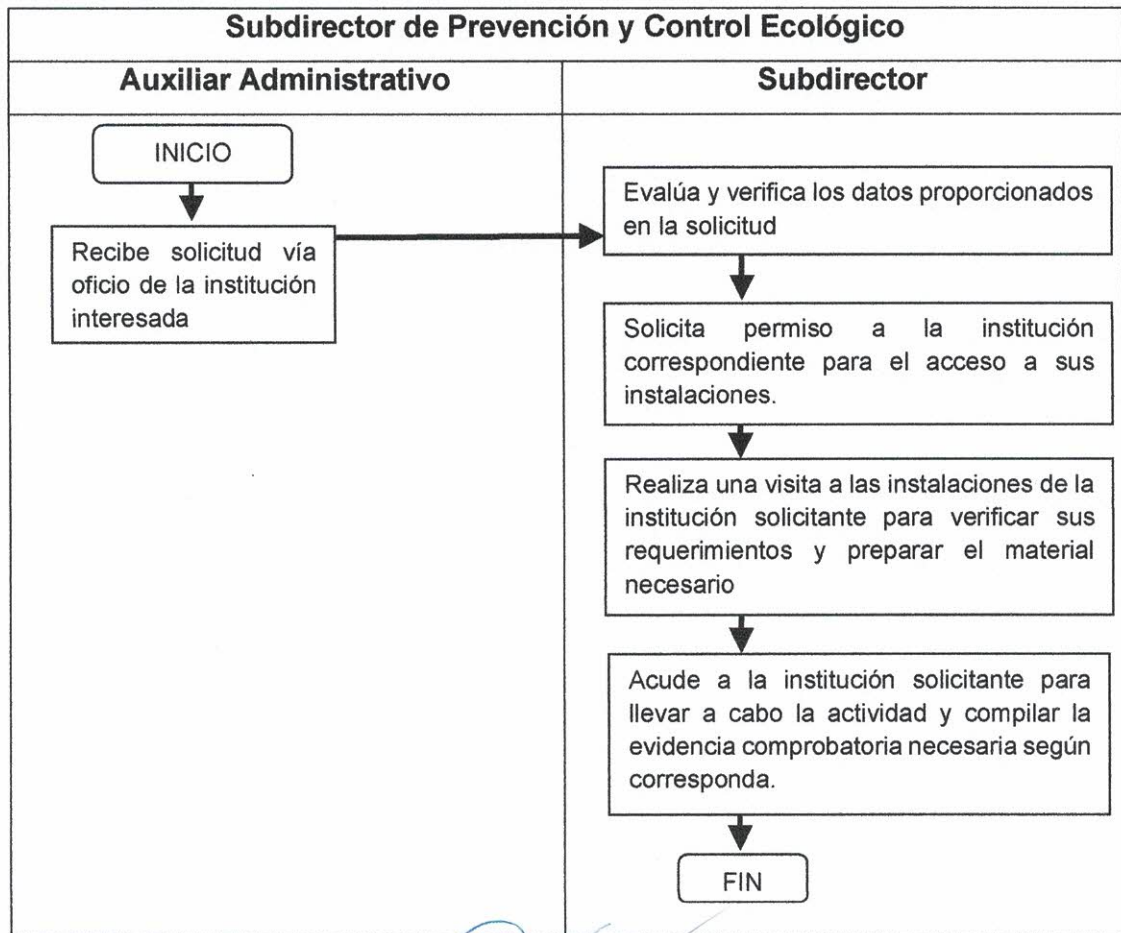 Subdirector de Prevención y Control Ecológico
Auxiliar Administrativo
Subdirector
INICIO
Recibe solicitud vía
oficio de la institución
interesada
Evalúa y verifica los datos proporcionados
en la solicitud
Solicita permiso a la institución
correspondiente para el acceso a sus
instalaciones.
Realiza una visita a las instalaciones de la
institución solicitante para verificar sus
requerimientos y preparar el material
necesario
Acude a la institución solicitante para
llevar a cabo la actividad y compilar la
evidencia comprobatoria necesaria según
corresponda.
FIN